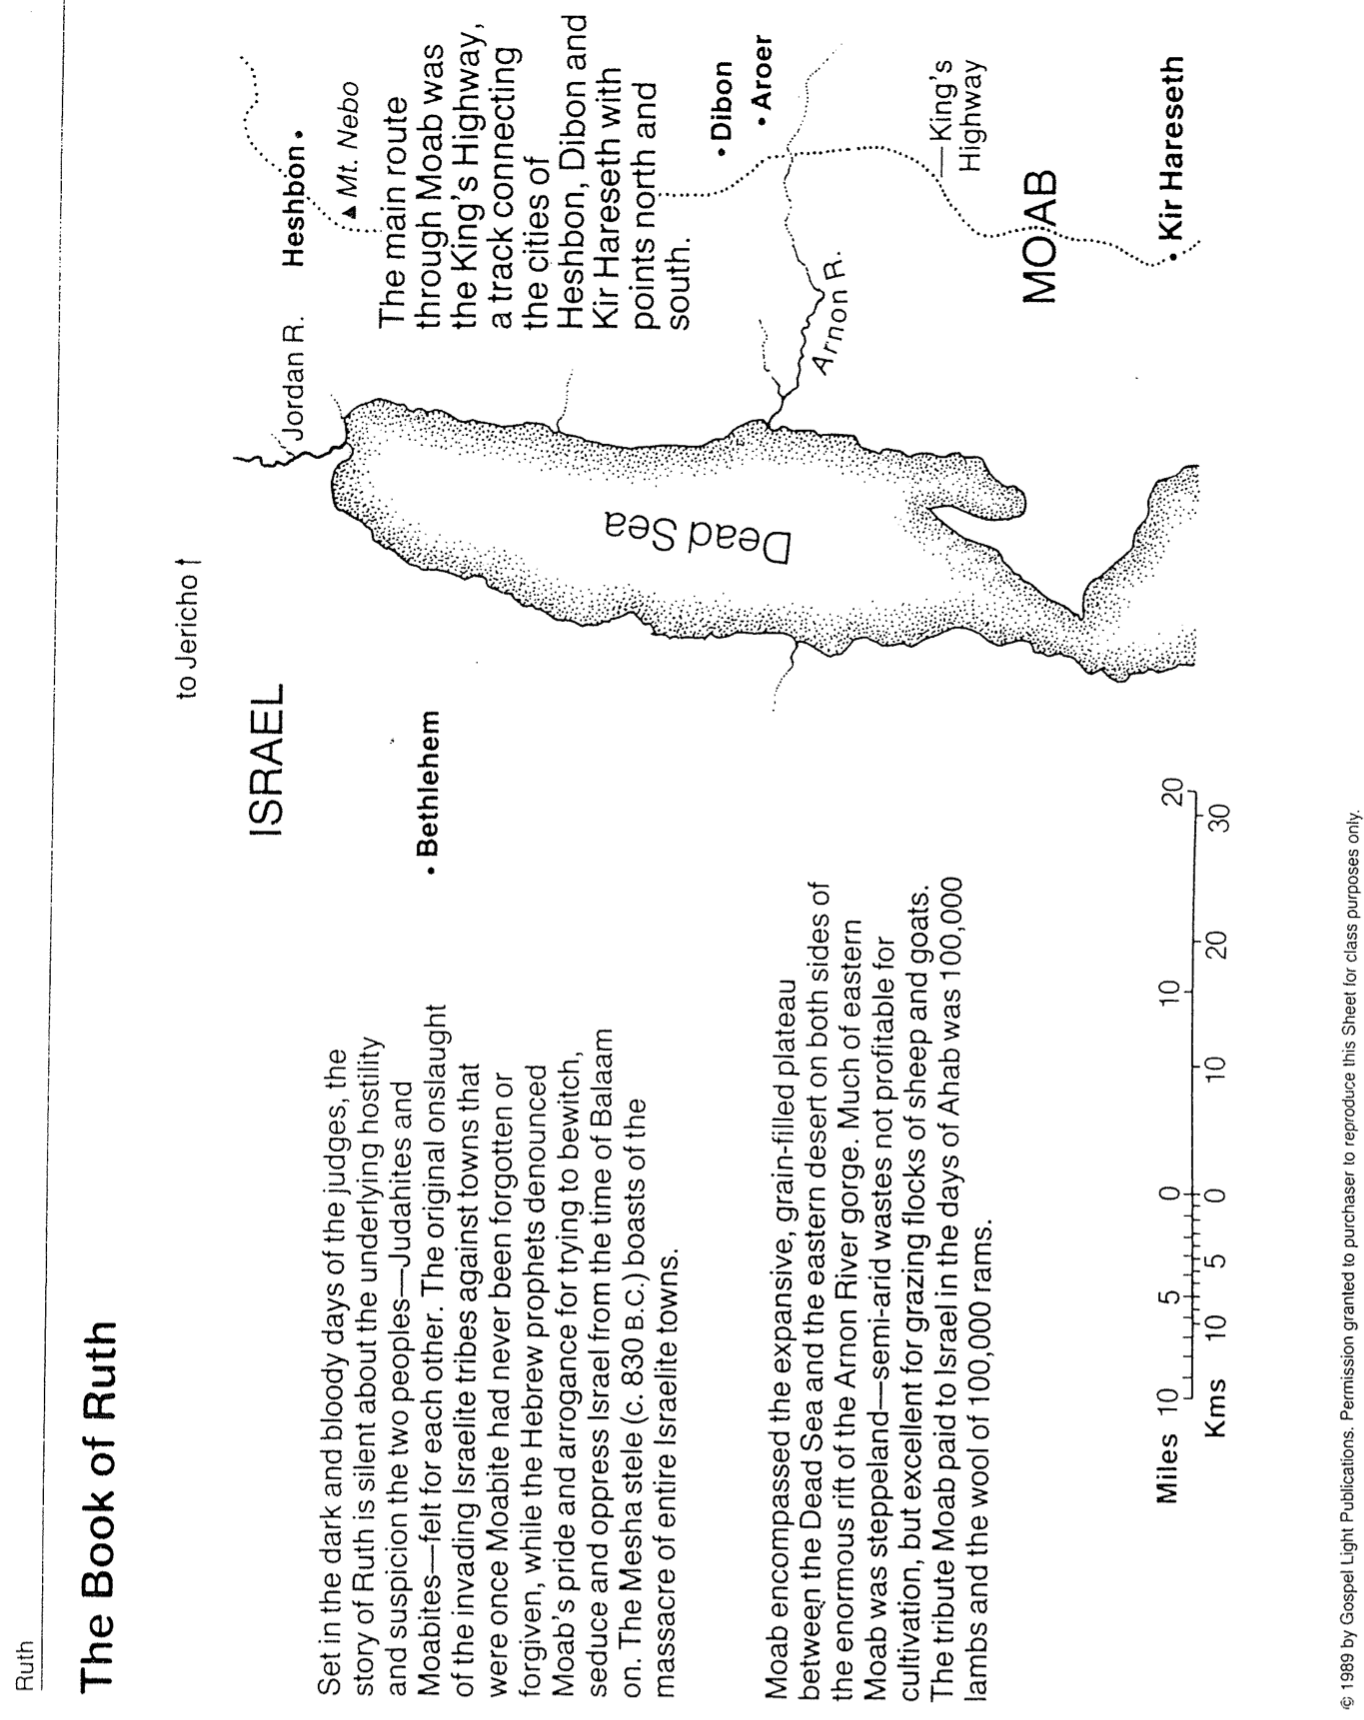 Ruth
The Book of Ruth
Set in the dark and bloody days of the judges, the
story of Ruth is silent about the underlying hostility
and suspicion the two peoples—Judahites and
Moabites—felt for each other. The original onslaught
of the invading Israelite tribes against towns that
were once Moabite had never been forgotten or
forgiven, while the Hebrew prophets denounced
Moab's pride and arrogance for trying to bewitch,
seduce and oppress Israel from the time of Balaam
on. The Mesha stele (c. 830 B.C.) boasts of the
massacre of entire Israelite towns.
Moab encompassed the expansive, grain-filled plateau
between the Dead Sea and the eastern desert on both sides of
the enormous rift of the Arnon River gorge. Much of eastern
Moab was steppeland—semi-arid wastes not profitable for
cultivation, but excellent for grazing flocks of sheep and goats.
The tribute Moab paid to Israel in the days of Ahab was 100,000
lambs and the wool of 100,000 rams.
to Jericho↑
ISRAEL
• Bethlehem
Jordan R.
Heshbon •
▲ Mt. Nebo
The main route
through Moab was
the King's Highway,
a track connecting
the cities of
Heshbon, Dibon and
Kir Hareseth with
points north and
south.
Dead Sea
• Dibon
• Aroer
Arnon R.
—King's
Highway
MOAB
• Kir Hareseth
Miles 10 5 0 10 20
Kms 10 5 0 10 20 30
© 1989 by Gospel Light Publications. Permission granted to purchaser to reproduce this Sheet for class purposes only.